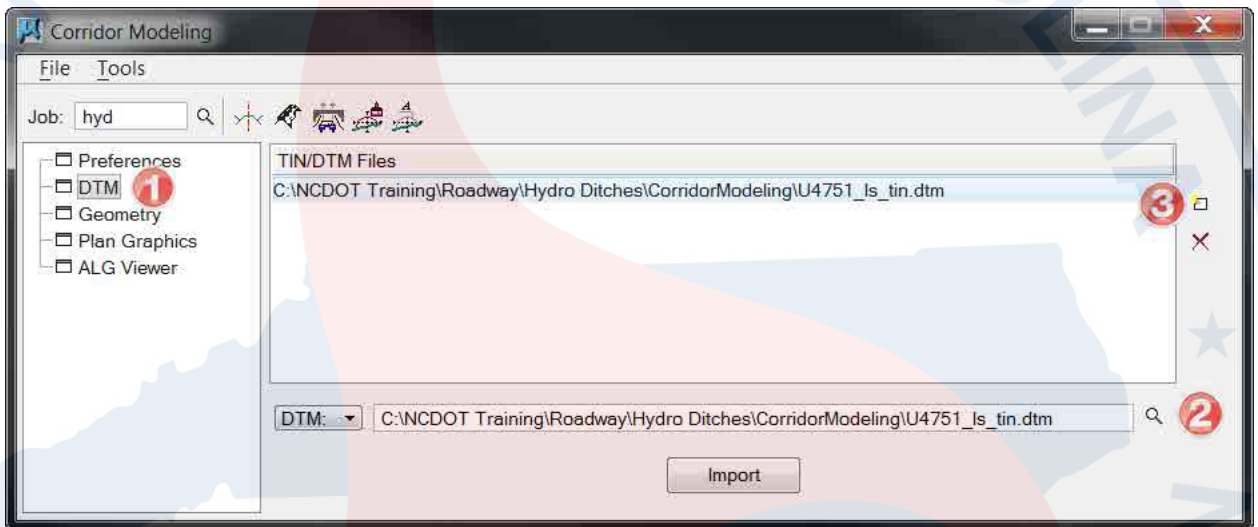 Corridor Modeling
File Tools
Job: hyd
Preferences
DTM 1
Geometry
Plan Graphics
ALG Viewer
TIN/DTM Files
C:\NCDOT Training\Roadway\Hydro Ditches\CorridorModeling\U4751_ls_tin.dtm
3
DTM: C:\NCDOT Training\Roadway\Hydro Ditches\CorridorModeling\U4751_ls_tin.dtm
2
Import